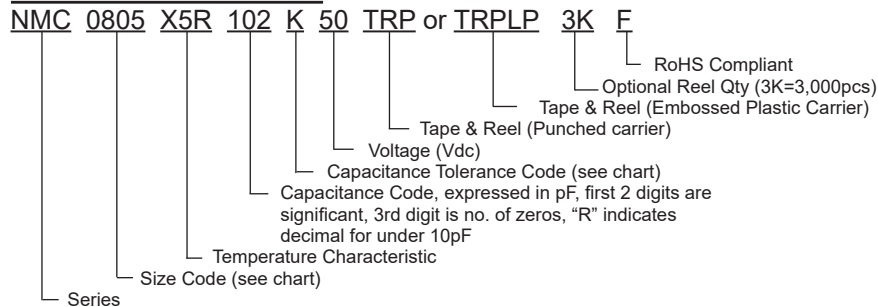 NMC 0805 X5R 102 K 50 TRP or TRPLP 3K F
RoHS Compliant
Optional Reel Qty (3K=3,000pcs)
Tape & Reel (Embossed Plastic Carrier)
Tape & Reel (Punched carrier)
Voltage (Vdc)
Capacitance Tolerance Code (see chart)
Capacitance Code, expressed in pF, first 2 digits are
significant, 3rd digit is no. of zeros, “R” indicates
decimal for under 10pF
Temperature Characteristic
Size Code (see chart)
Series